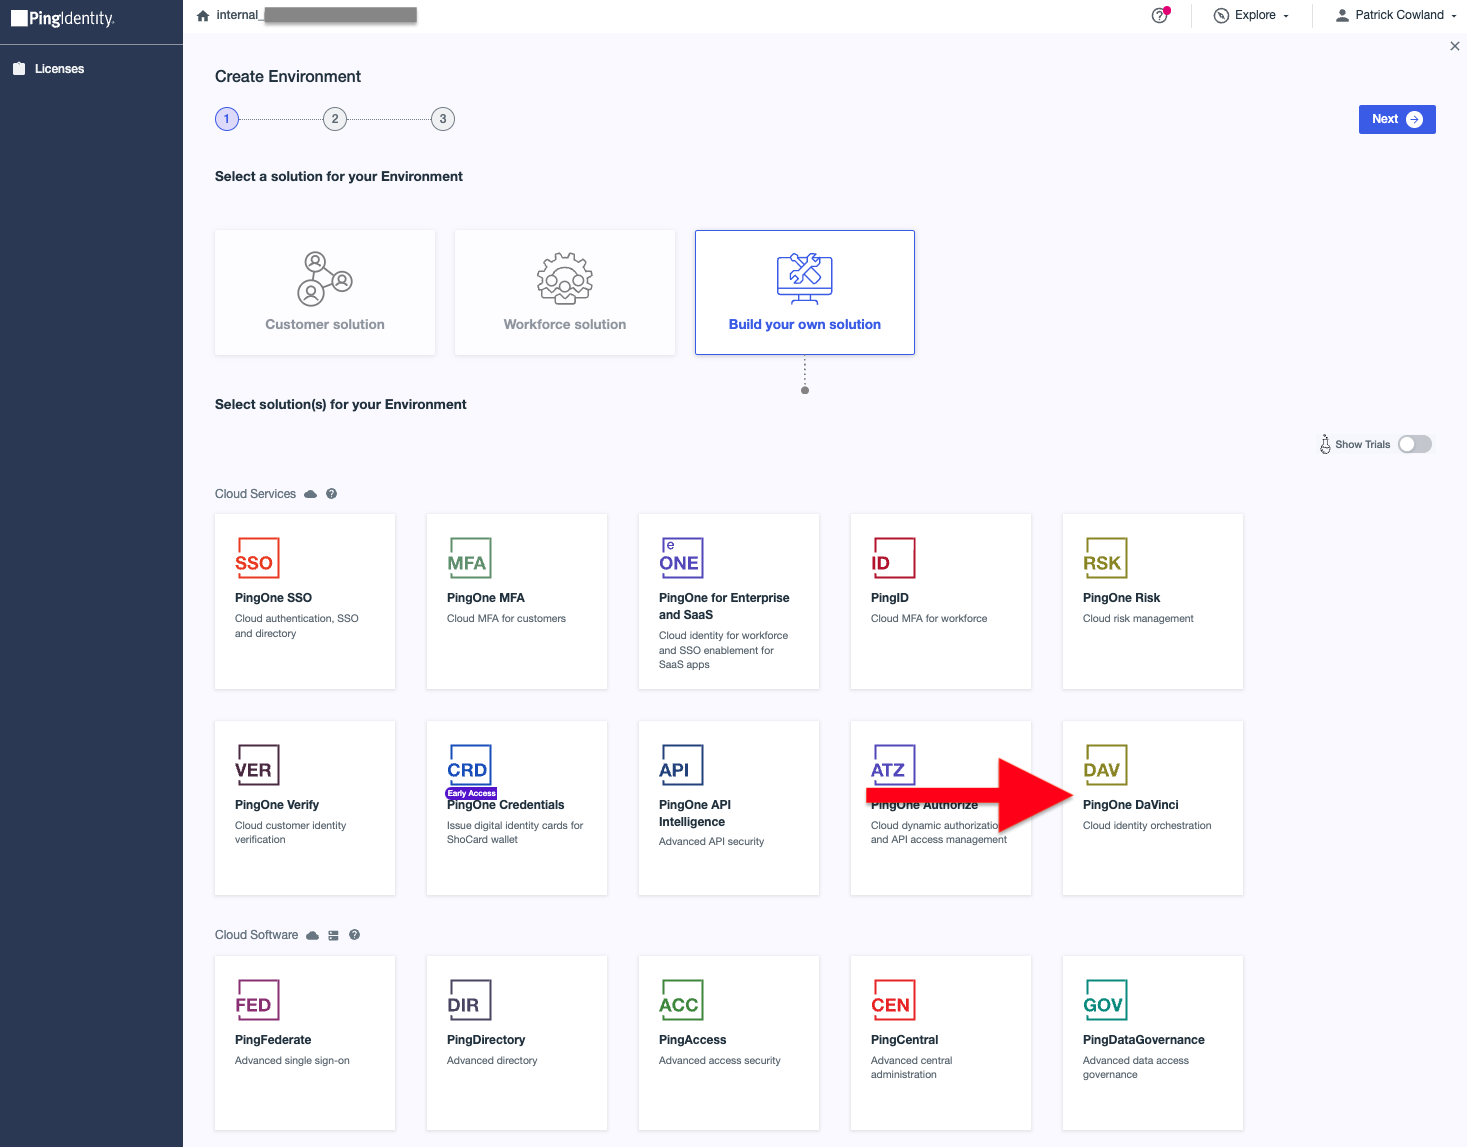 PingIdentity.
internal_
Explore
Patrick Cowland
Licenses
Create Environment
1
2
3
Next
Select a solution for your Environment
Customer solution
Workforce solution
Build your own solution
Select solution(s) for your Environment
Show Trials
Cloud Services
SSO
PingOne SSO
Cloud authentication, SSO
and directory
MFA
PingOne MFA
Cloud MFA for customers
e
ONE
PingOne for Enterprise
and SaaS
Cloud identity for workforce
and SSO enablement for
SaaS apps
ID
PingID
Cloud MFA for workforce
RSK
PingOne Risk
Cloud risk management
VER
PingOne Verify
Cloud customer identity
verification
CRD
Early Access
PingOne Credentials
Issue digital identity cards for
ShoCard wallet
API
PingOne API
Intelligence
Advanced API security
ATZ
PingOne Authorize
Cloud dynamic authorization
and API access management
DAV
PingOne DaVinci
Cloud identity orchestration
Cloud Software
FED
PingFederate
Advanced single sign-on
DIR
PingDirectory
Advanced directory
ACC
PingAccess
Advanced access security
CEN
PingCentral
Advanced central
administration
GOV
PingDataGovernance
Advanced data access
governance